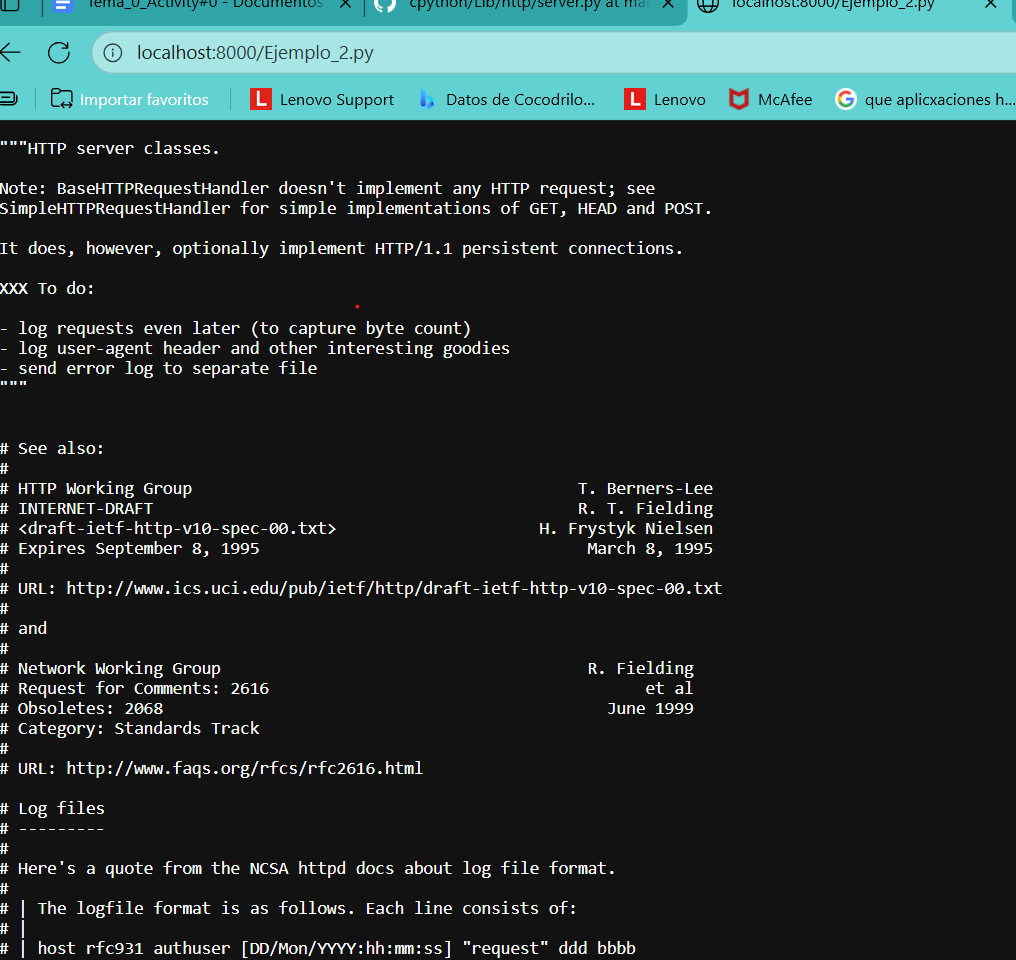 Tema_0_Activity#0 - Documentos
cpython/Lib/http/server.py at mai
localhost:8000/Ejemplo_2.py
localhost:8000/Ejemplo_2.py
Importar favoritos
L Lenovo Support
Datos de Cocodrilo...
L Lenovo
McAfee
G que aplicxaciones h...
"""HTTP server classes.
Note: BaseHTTPRequestHandler doesn't implement any HTTP request; see
SimpleHTTPRequestHandler for simple implementations of GET, HEAD and POST.
It does, however, optionally implement HTTP/1.1 persistent connections.
XXX To do:
- log requests even later (to capture byte count)
- log user-agent header and other interesting goodies
- send error log to separate file
"""
# See also:
#
# HTTP Working Group                                        T. Berners-Lee
# INTERNET-DRAFT                                            R. T. Fielding
# <draft-ietf-http-v10-spec-00.txt>                     H. Frystyk Nielsen
# Expires September 8, 1995                                  March 8, 1995
#
# URL: http://www.ics.uci.edu/pub/ietf/http/draft-ietf-http-v10-spec-00.txt
#
# and
#
# Network Working Group                                      R. Fielding
# Request for Comments: 2616                                       et al
# Obsoletes: 2068                                              June 1999
# Category: Standards Track
#
# URL: http://www.faqs.org/rfcs/rfc2616.html
# Log files
# ---------
#
# Here's a quote from the NCSA httpd docs about log file format.
#
# | The logfile format is as follows. Each line consists of:
# |
# | host rfc931 authuser [DD/Mon/YYYY:hh:mm:ss] "request" ddd bbbb